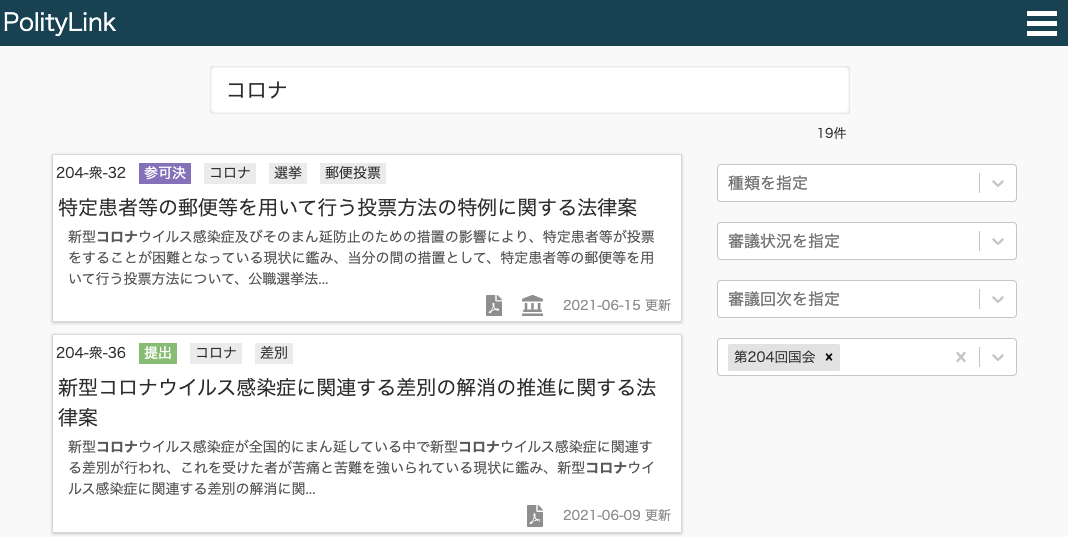 PolityLink
コロナ
19件
204-衆-32 参可決 コロナ 選挙 郵便投票
特定患者等の郵便等を用いて行う投票方法の特例に関する法律案
新型コロナウイルス感染症及びそのまん延防止のための措置の影響により、特定患者等が投票
をすることが困難となっている現状に鑑み、当分の間の措置として、特定患者等の郵便等を用
いて行う投票方法について、公職選挙法...
2021-06-15 更新
204-衆-36 提出 コロナ 差別
新型コロナウイルス感染症に関連する差別の解消の推進に関する法
律案
新型コロナウイルス感染症が全国的にまん延している中で新型コロナウイルス感染症に関連す
る差別が行われ、これを受けた者が苦痛と苦難を強いられている現状に鑑み、新型コロナウイ
ルス感染症に関連する差別の解消に関...
2021-06-09 更新
種類を指定
審議状況を指定
審議回次を指定
第204回国会 ×